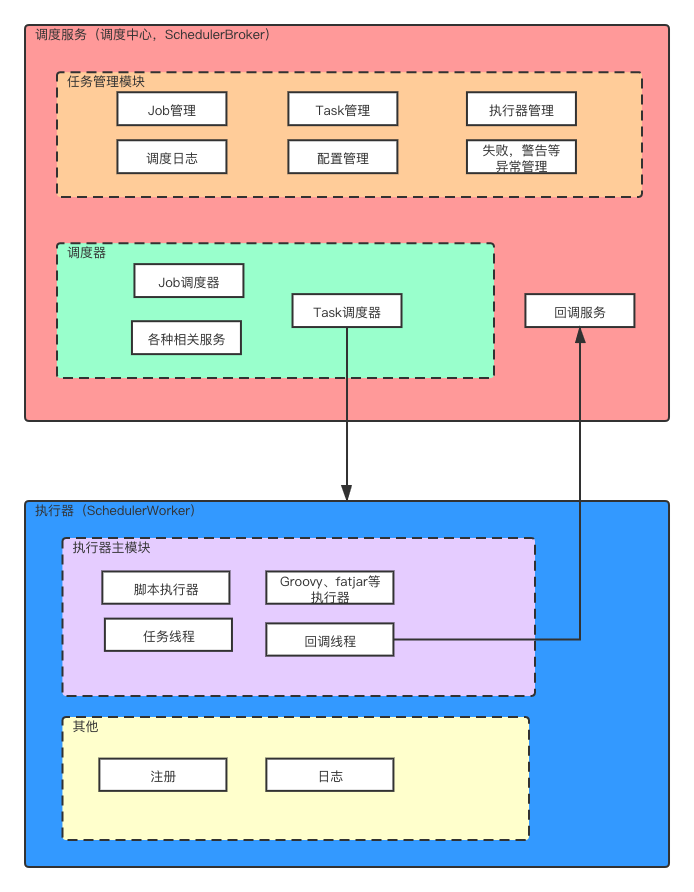 调度服务（调度中心，SchedulerBroker）
任务管理模块
Job管理
Task管理
执行器管理
调度日志
配置管理
失败，警告等
异常管理
调度器
Job调度器
Task调度器
回调服务
各种相关服务
执行器（SchedulerWorker）
执行器主模块
脚本执行器
Groovy、fatjar等
执行器
任务线程
回调线程
其他
注册
日志